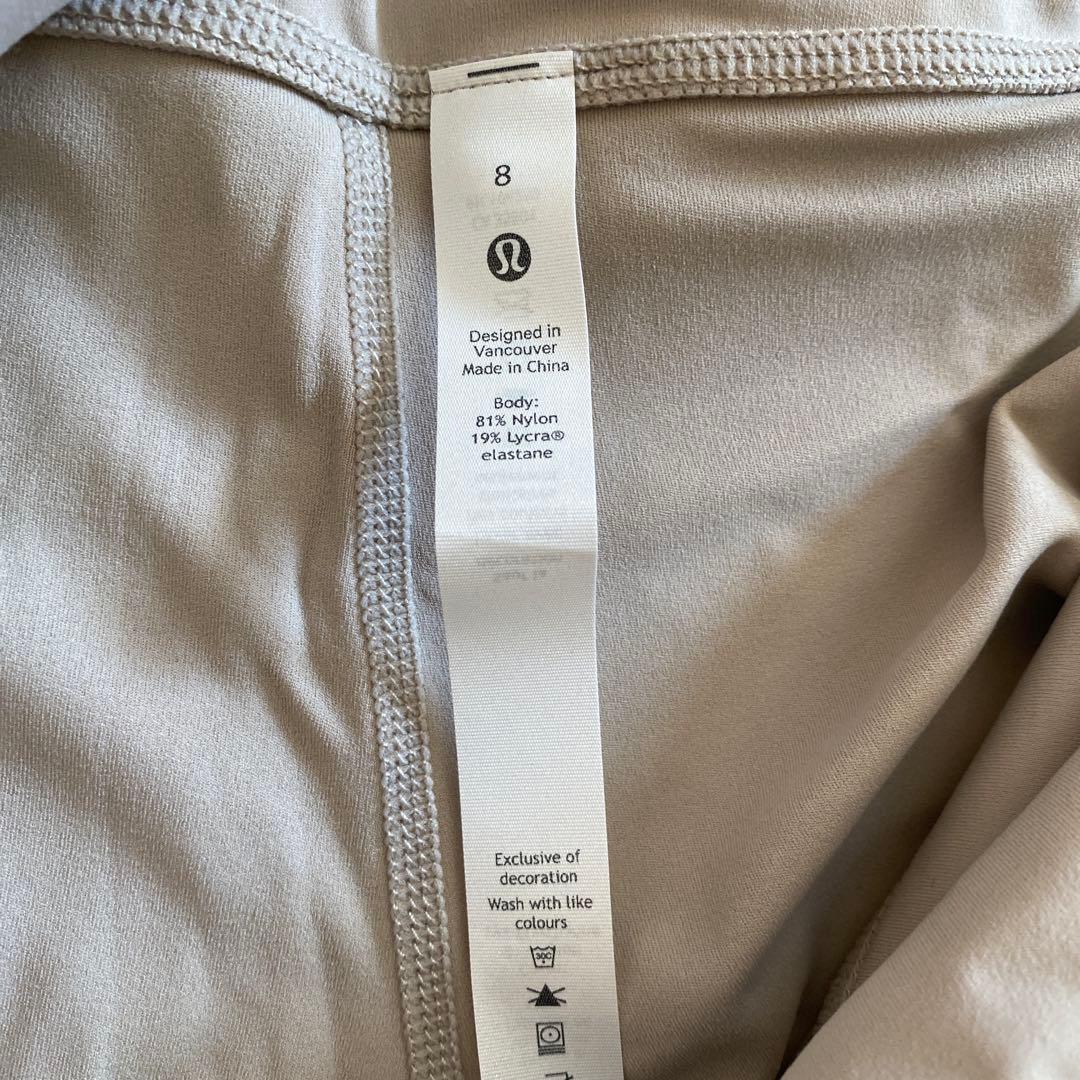 8
Designed in
Vancouver
Made in China
Body:
81% Nylon
19% Lycra®
elastane
Exclusive of
decoration
Wash with like
colours
30C